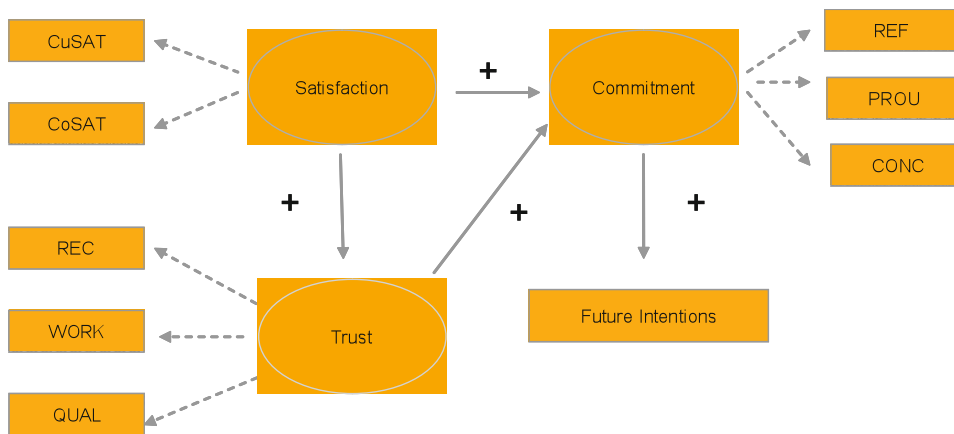 CuSAT
REF
Satisfaction
+
Commitment
PROU
CoSAT
CONC
+
+
+
REC
Future Intentions
WORK
Trust
QUAL